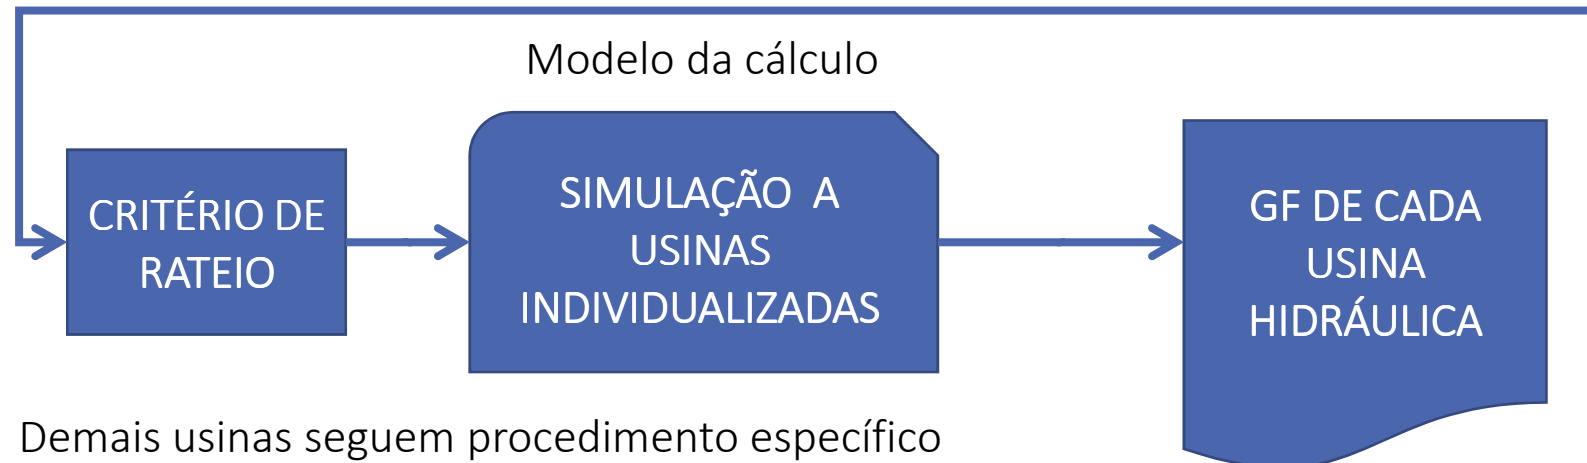 Modelo da cálculo
CRITÉRIO DE
RATEIO
SIMULAÇÃO A
USINAS
INDIVIDUALIZADAS
GF DE CADA
USINA
HIDRÁULICA
Demais usinas seguem procedimento específico